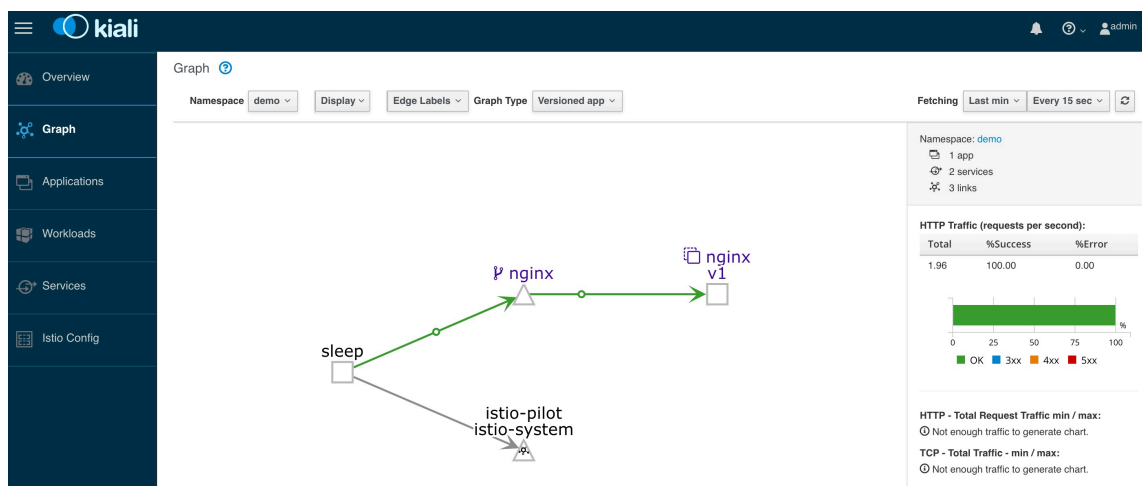 kiali
admin
Overview
Graph
Applications
Workloads
Services
Istio Config
Graph
Namespace demo Display Edge Labels Graph Type Versioned app Fetching Last min Every 15 sec
nginx
nginx
v1
sleep
istio-pilot
istio-system
Namespace: demo
1 app
2 services
3 links
HTTP Traffic (requests per second):
Total %Success %Error
1.96 100.00 0.00
%
0 25 50 75 100
OK 3xx 4xx 5xx
HTTP - Total Request Traffic min / max:
Not enough traffic to generate chart.
TCP - Total Traffic - min / max:
Not enough traffic to generate chart.